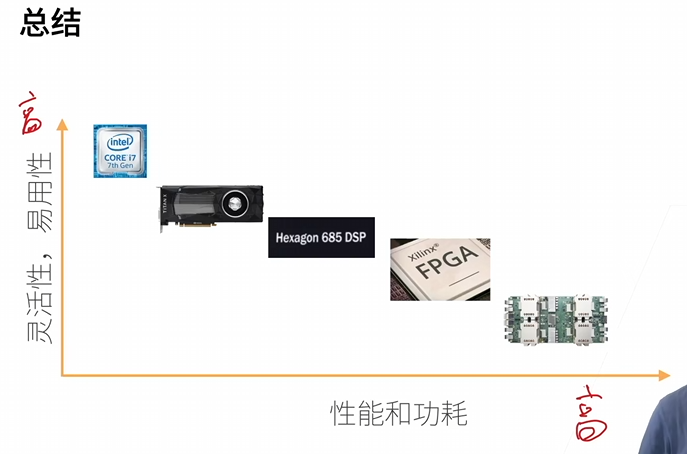 总结
高
intel
CORE i7
7th Gen
TITAN X
Hexagon 685 DSP
Xilinx®
FPGA
灵活性，易用性
性能和功耗
高